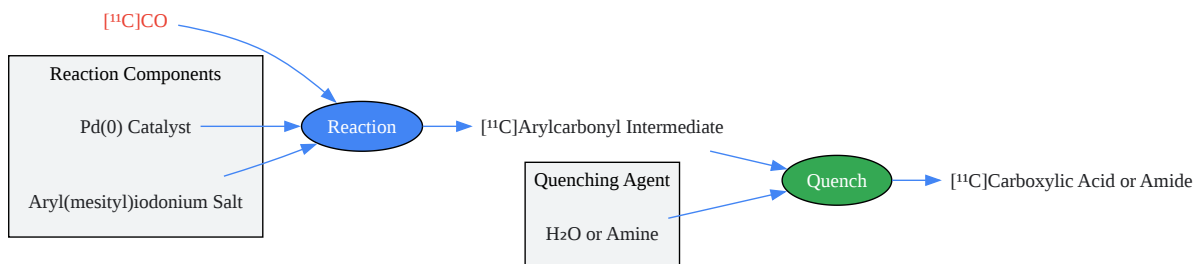 [¹¹C]CO
Reaction Components
Pd(0) Catalyst
Aryl(mesityl)iodonium Salt
Reaction
[¹¹C]Arylcarbonyl Intermediate
Quenching Agent
H₂O or Amine
Quench
[¹¹C]Carboxylic Acid or Amide